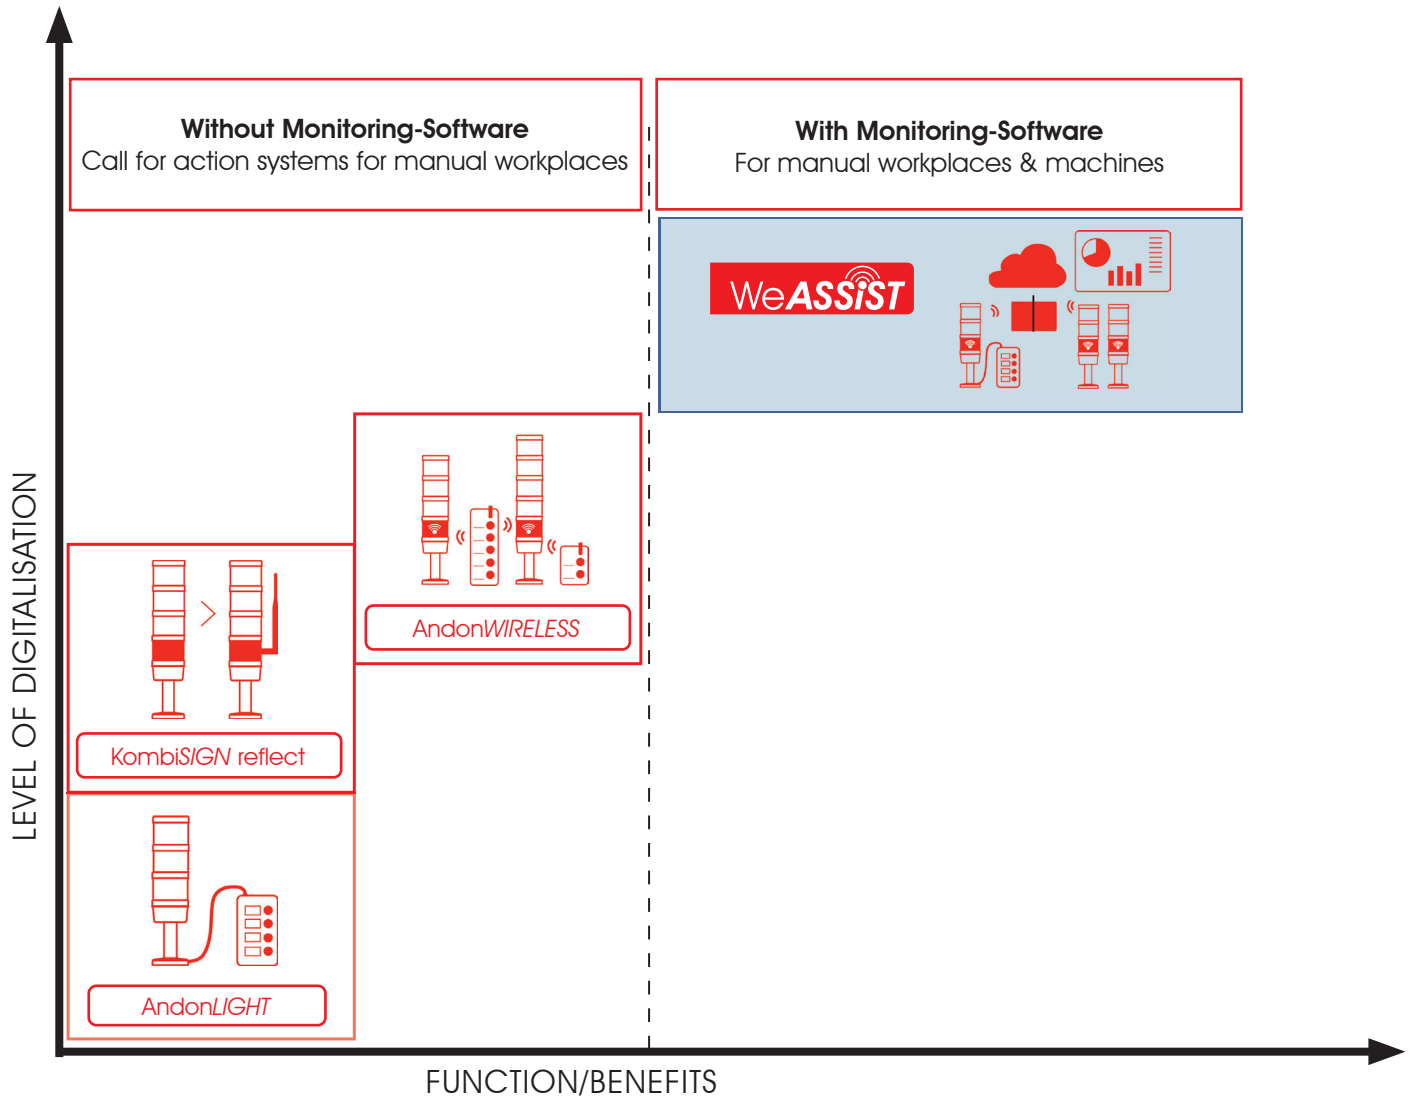 Without Monitoring-Software
Call for action systems for manual workplaces
With Monitoring-Software
For manual workplaces & machines
WeASSiST
AndonWIRELESS
KombiSIGN reflect
AndonLIGHT
LEVEL OF DIGITALISATION
FUNCTION/BENEFITS